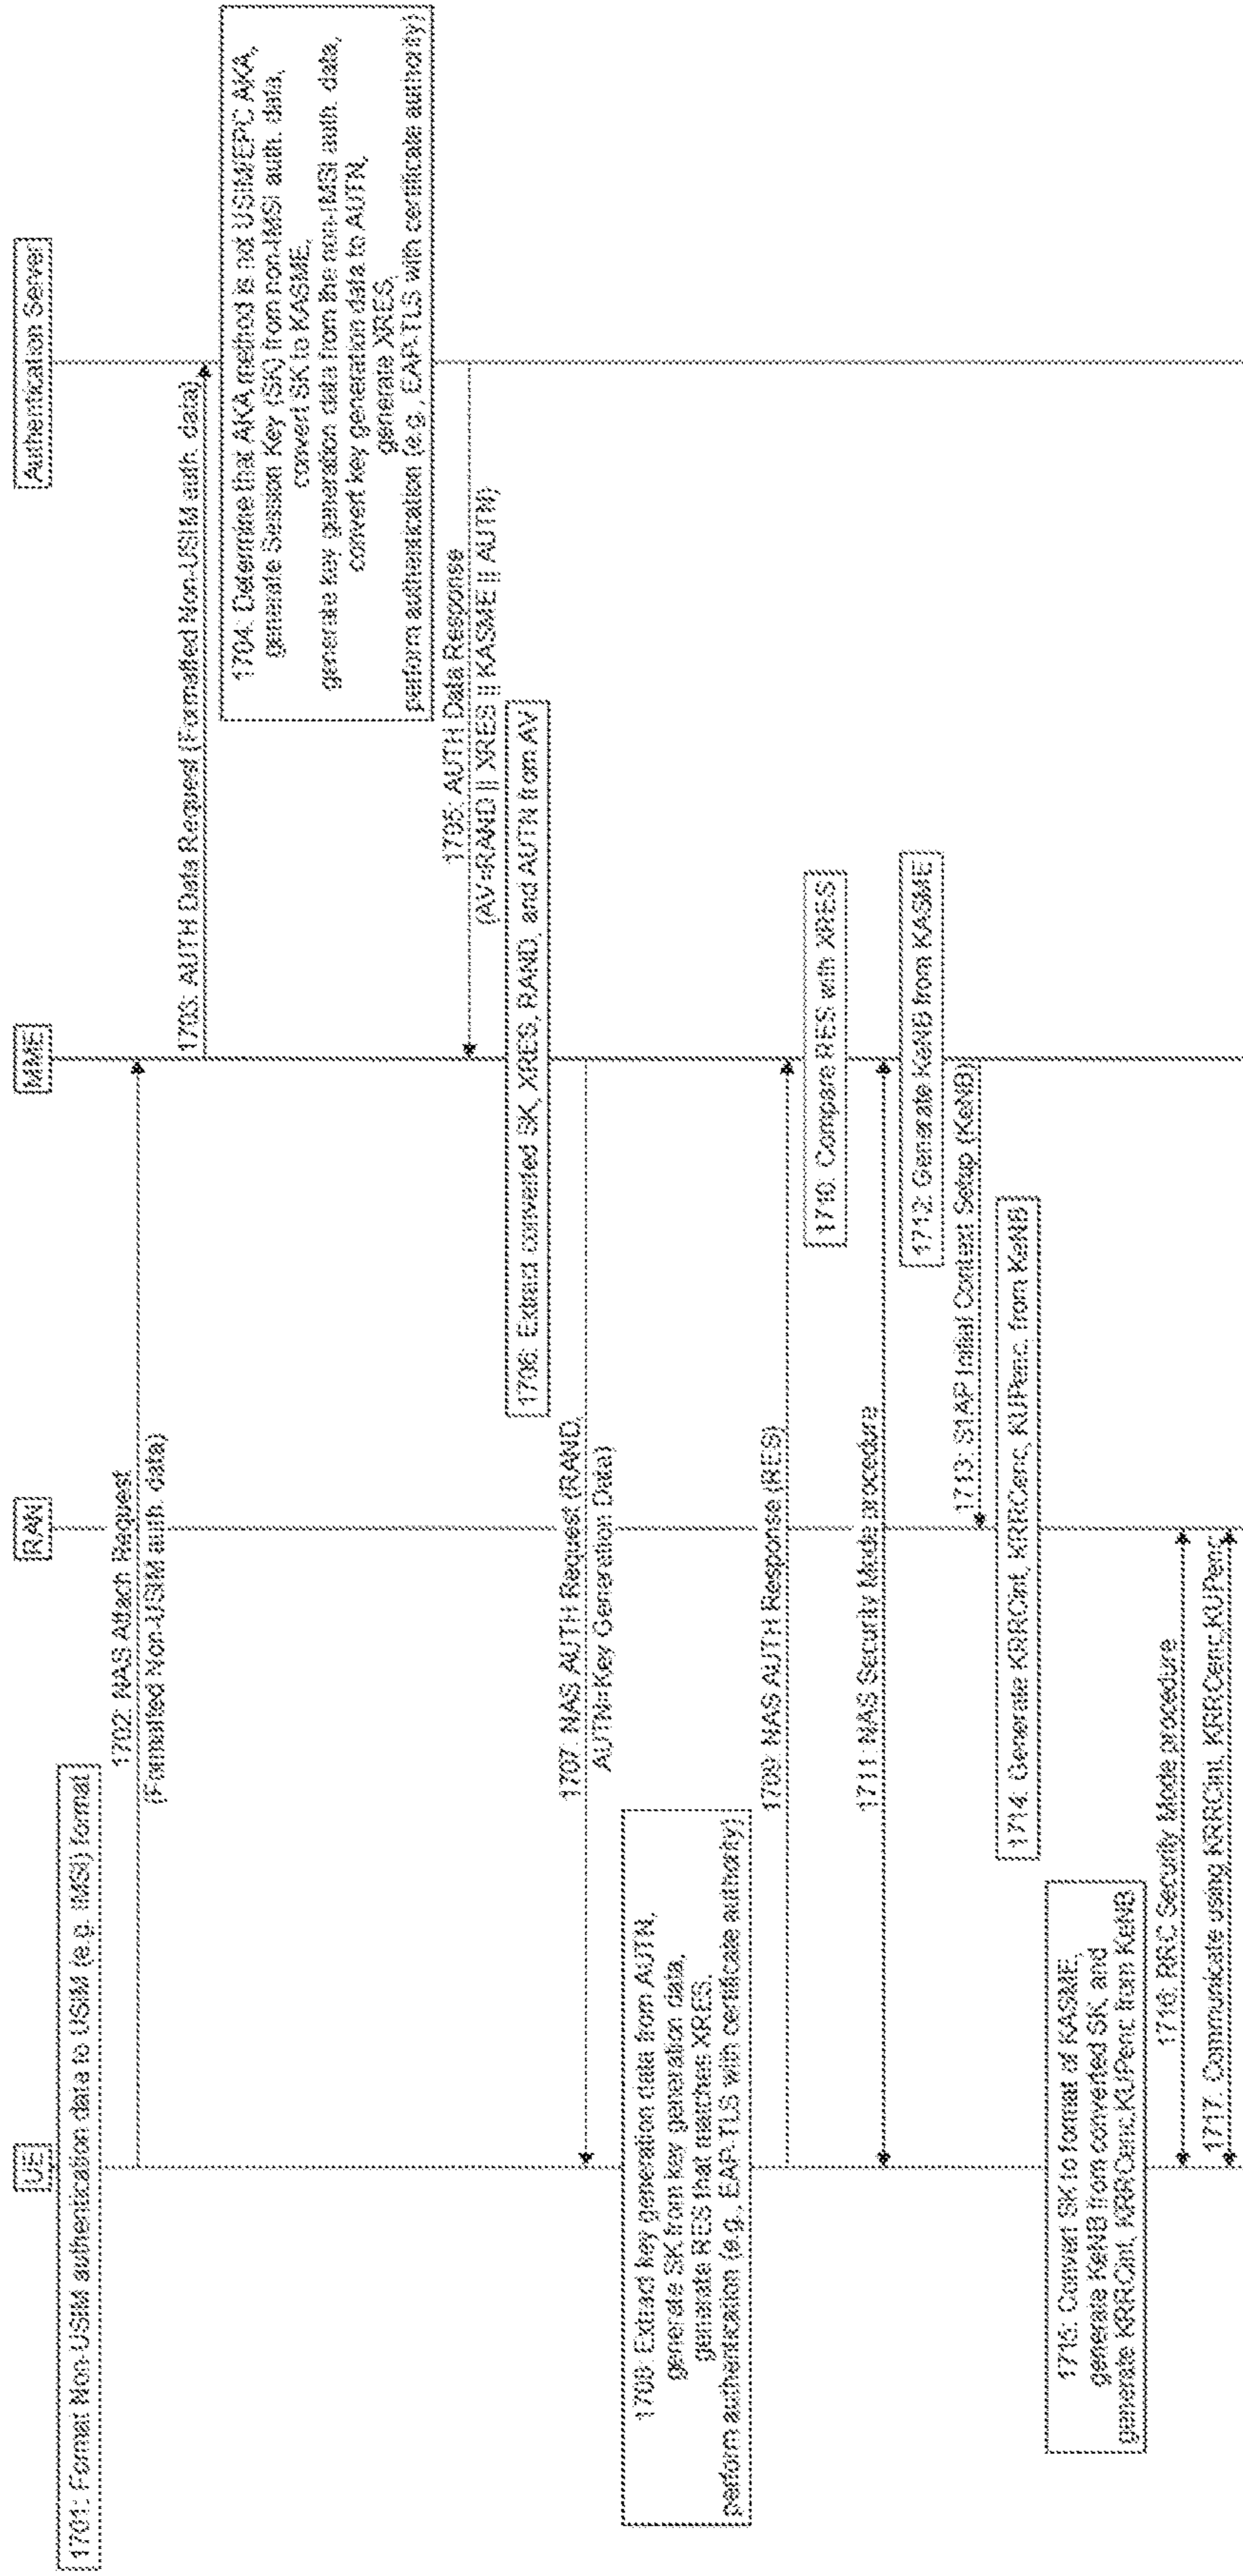 UE
RAN
MME
Authentication Server
1701: Format Non-USIM authentication data to USIM (e.g. IMSI) format
1702: NAS Attach Request
(Formatted Non-USIM auth. data)
1703: AUTH Data Request (Formatted Non-USIM auth. data)
1704: Determine that AKA method is not USIM/EPC AKA,
generate Session Key (SK) from non-IMSI auth. data,
convert SK to KASME,
generate key generation data from the non-IMSI auth. data,
convert key generation data to AUTN,
generate XRES,
perform authentication (e.g., EAP-TLS with certificate authority)
1705: AUTH Data Response
(AV=RAND || XRES || KASME || AUTN)
1706: Extract converted SK, XRES, RAND, and AUTN from AV
1707: NAS AUTH Request (RAND,
AUTN=Key Generation Data)
1708: Extract key generation data from AUTN,
generate SK from key generation data,
generate RES that matches XRES,
perform authentication (e.g., EAP-TLS with certificate authority)
1709: NAS AUTH Response (RES)
1710: Compare RES with XRES
1711: NAS Security Mode procedure
1712: Generate KeNB from KASME
1713: S1AP Initial Context Setup (KeNB)
1714: Generate KRRCint, KRRCenc, KUPenc, from KeNB
1715: Convert SK to format of KASME,
generate KeNB from converted SK, and
generate KRRCint, KRRCenc,KUPenc from KeNB
1716: RRC Security Mode procedure
1717: Communicate using KRRCint, KRRCenc,KUPenc